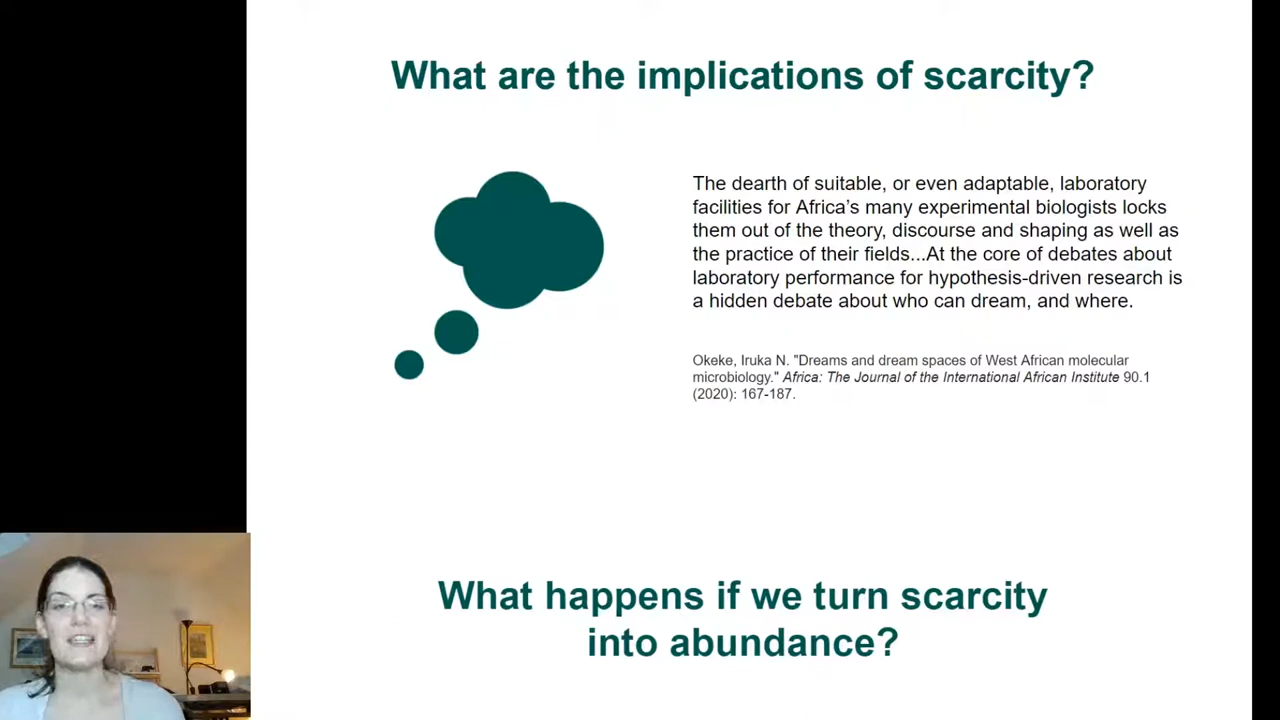 What are the implications of scarcity?
The dearth of suitable, or even adaptable, laboratory
facilities for Africa’s many experimental biologists locks
them out of the theory, discourse and shaping as well as
the practice of their fields...At the core of debates about
laboratory performance for hypothesis-driven research is
a hidden debate about who can dream, and where.
Okeke, Iruka N. "Dreams and dream spaces of West African molecular
microbiology." Africa: The Journal of the International African Institute 90.1
(2020): 167-187.
What happens if we turn scarcity
into abundance?